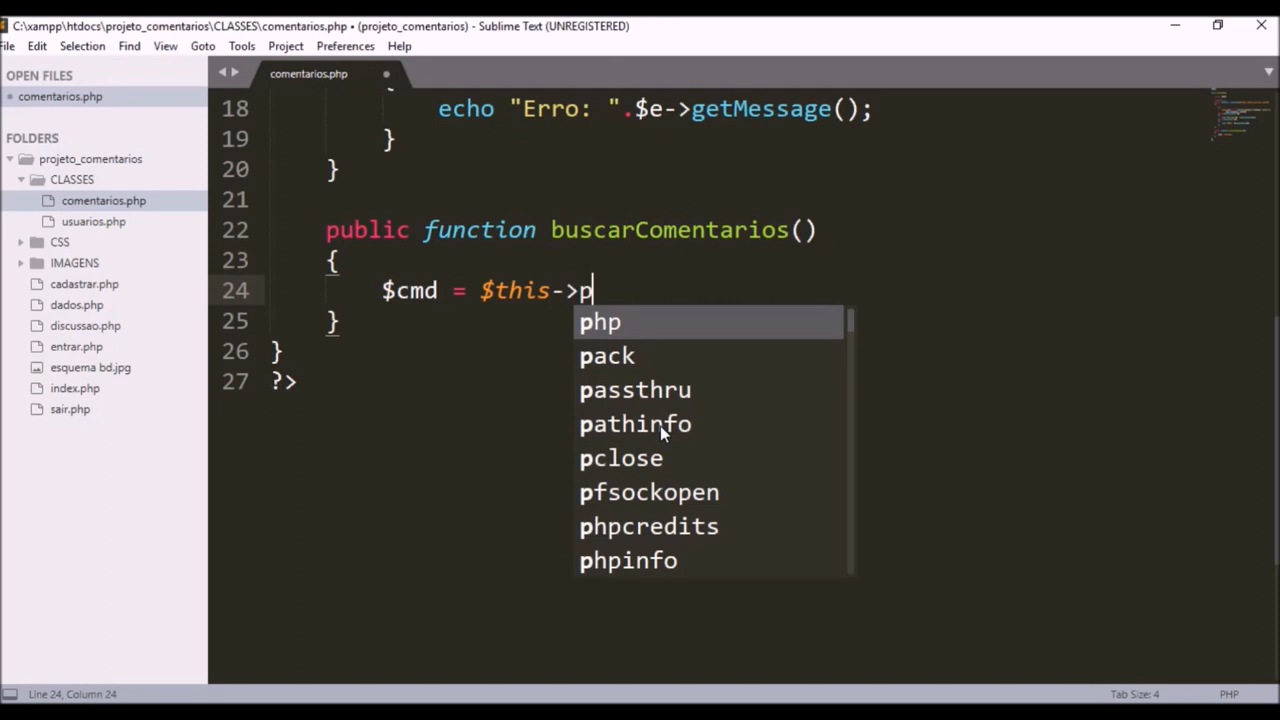 C:\xampp\htdocs\projeto_comentarios\CLASSES\comentarios.php • (projeto_comentarios) - Sublime Text (UNREGISTERED)
File Edit Selection Find View Goto Tools Project Preferences Help
OPEN FILES
comentarios.php
FOLDERS
projeto_comentarios
CLASSES
comentarios.php
usuarios.php
CSS
IMAGENS
cadastrar.php
dados.php
discussao.php
entrar.php
esquema bd.jpg
index.php
sair.php
comentarios.php
18 echo "Erro: ".$e->getMessage();
19 }
20 }
21
22 public function buscarComentarios()
23 {
24 $cmd = $this->p
25 }
26 }
27 ?>
php
pack
passthru
pathinfo
pclose
pfsockopen
phpcredits
phpinfo
Line 24, Column 24
Tab Size: 4 PHP